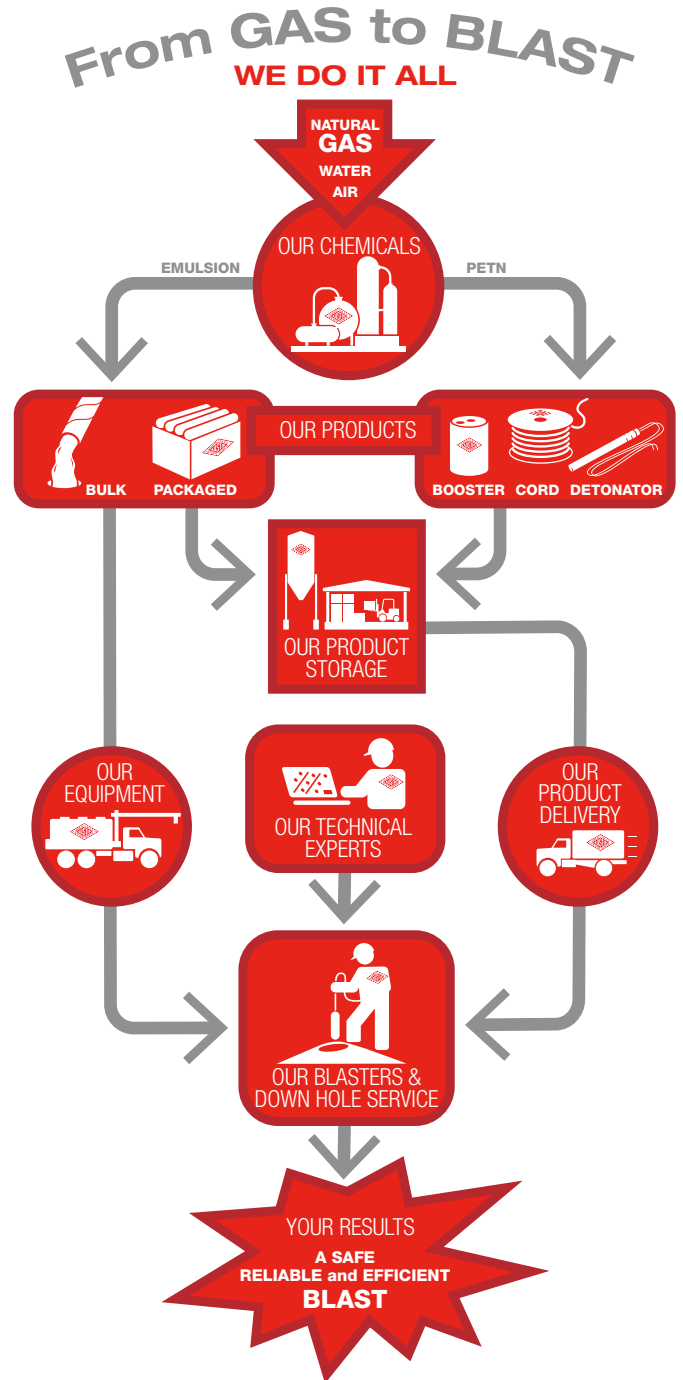 From GAS to BLAST
WE DO IT ALL
NATURAL
GAS
WATER
AIR
OUR CHEMICALS
EMULSION
PETN
OUR PRODUCTS
BULK
PACKAGED
BOOSTER
CORD
DETONATOR
OUR PRODUCT
STORAGE
OUR
EQUIPMENT
OUR TECHNICAL
EXPERTS
OUR
PRODUCT
DELIVERY
OUR BLASTERS &
DOWN HOLE SERVICE
YOUR RESULTS
A SAFE
RELIABLE and EFFICIENT
BLAST